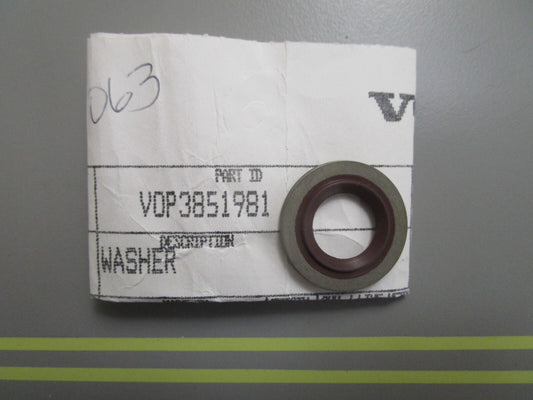 063
PART ID
VOP3851981
DESCRIPTION
WASHER